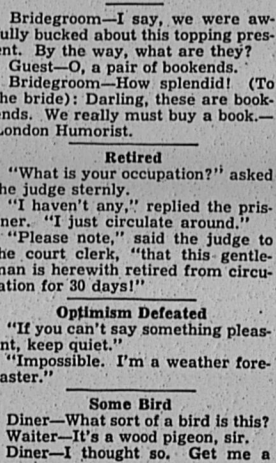 Bridegroom—I say, we were aw-
ully bucked about this topping pres-
ent. By the way, what are they?
Guest—O, a pair of bookends.
Bridegroom—How splendid! (To
he bride): Darling, these are book-
nds. We really must buy a book.—
ondon Humorist.
Retired
"What is your occupation?" asked
he judge sternly.
"I haven't any," replied the pris-
ner. "I just circulate around."
"Please note," said the judge to
he court clerk, "that this gentle-
nan is herewith retired from circu-
ation for 30 days!"
Optimism Defeated
"If you can't say something pleas-
nt, keep quiet."
"Impossible. I'm a weather fore-
aster."
Some Bird
Diner—What sort of a bird is this?
Waiter—It's a wood pigeon, sir.
Diner—I thought so. Get me a